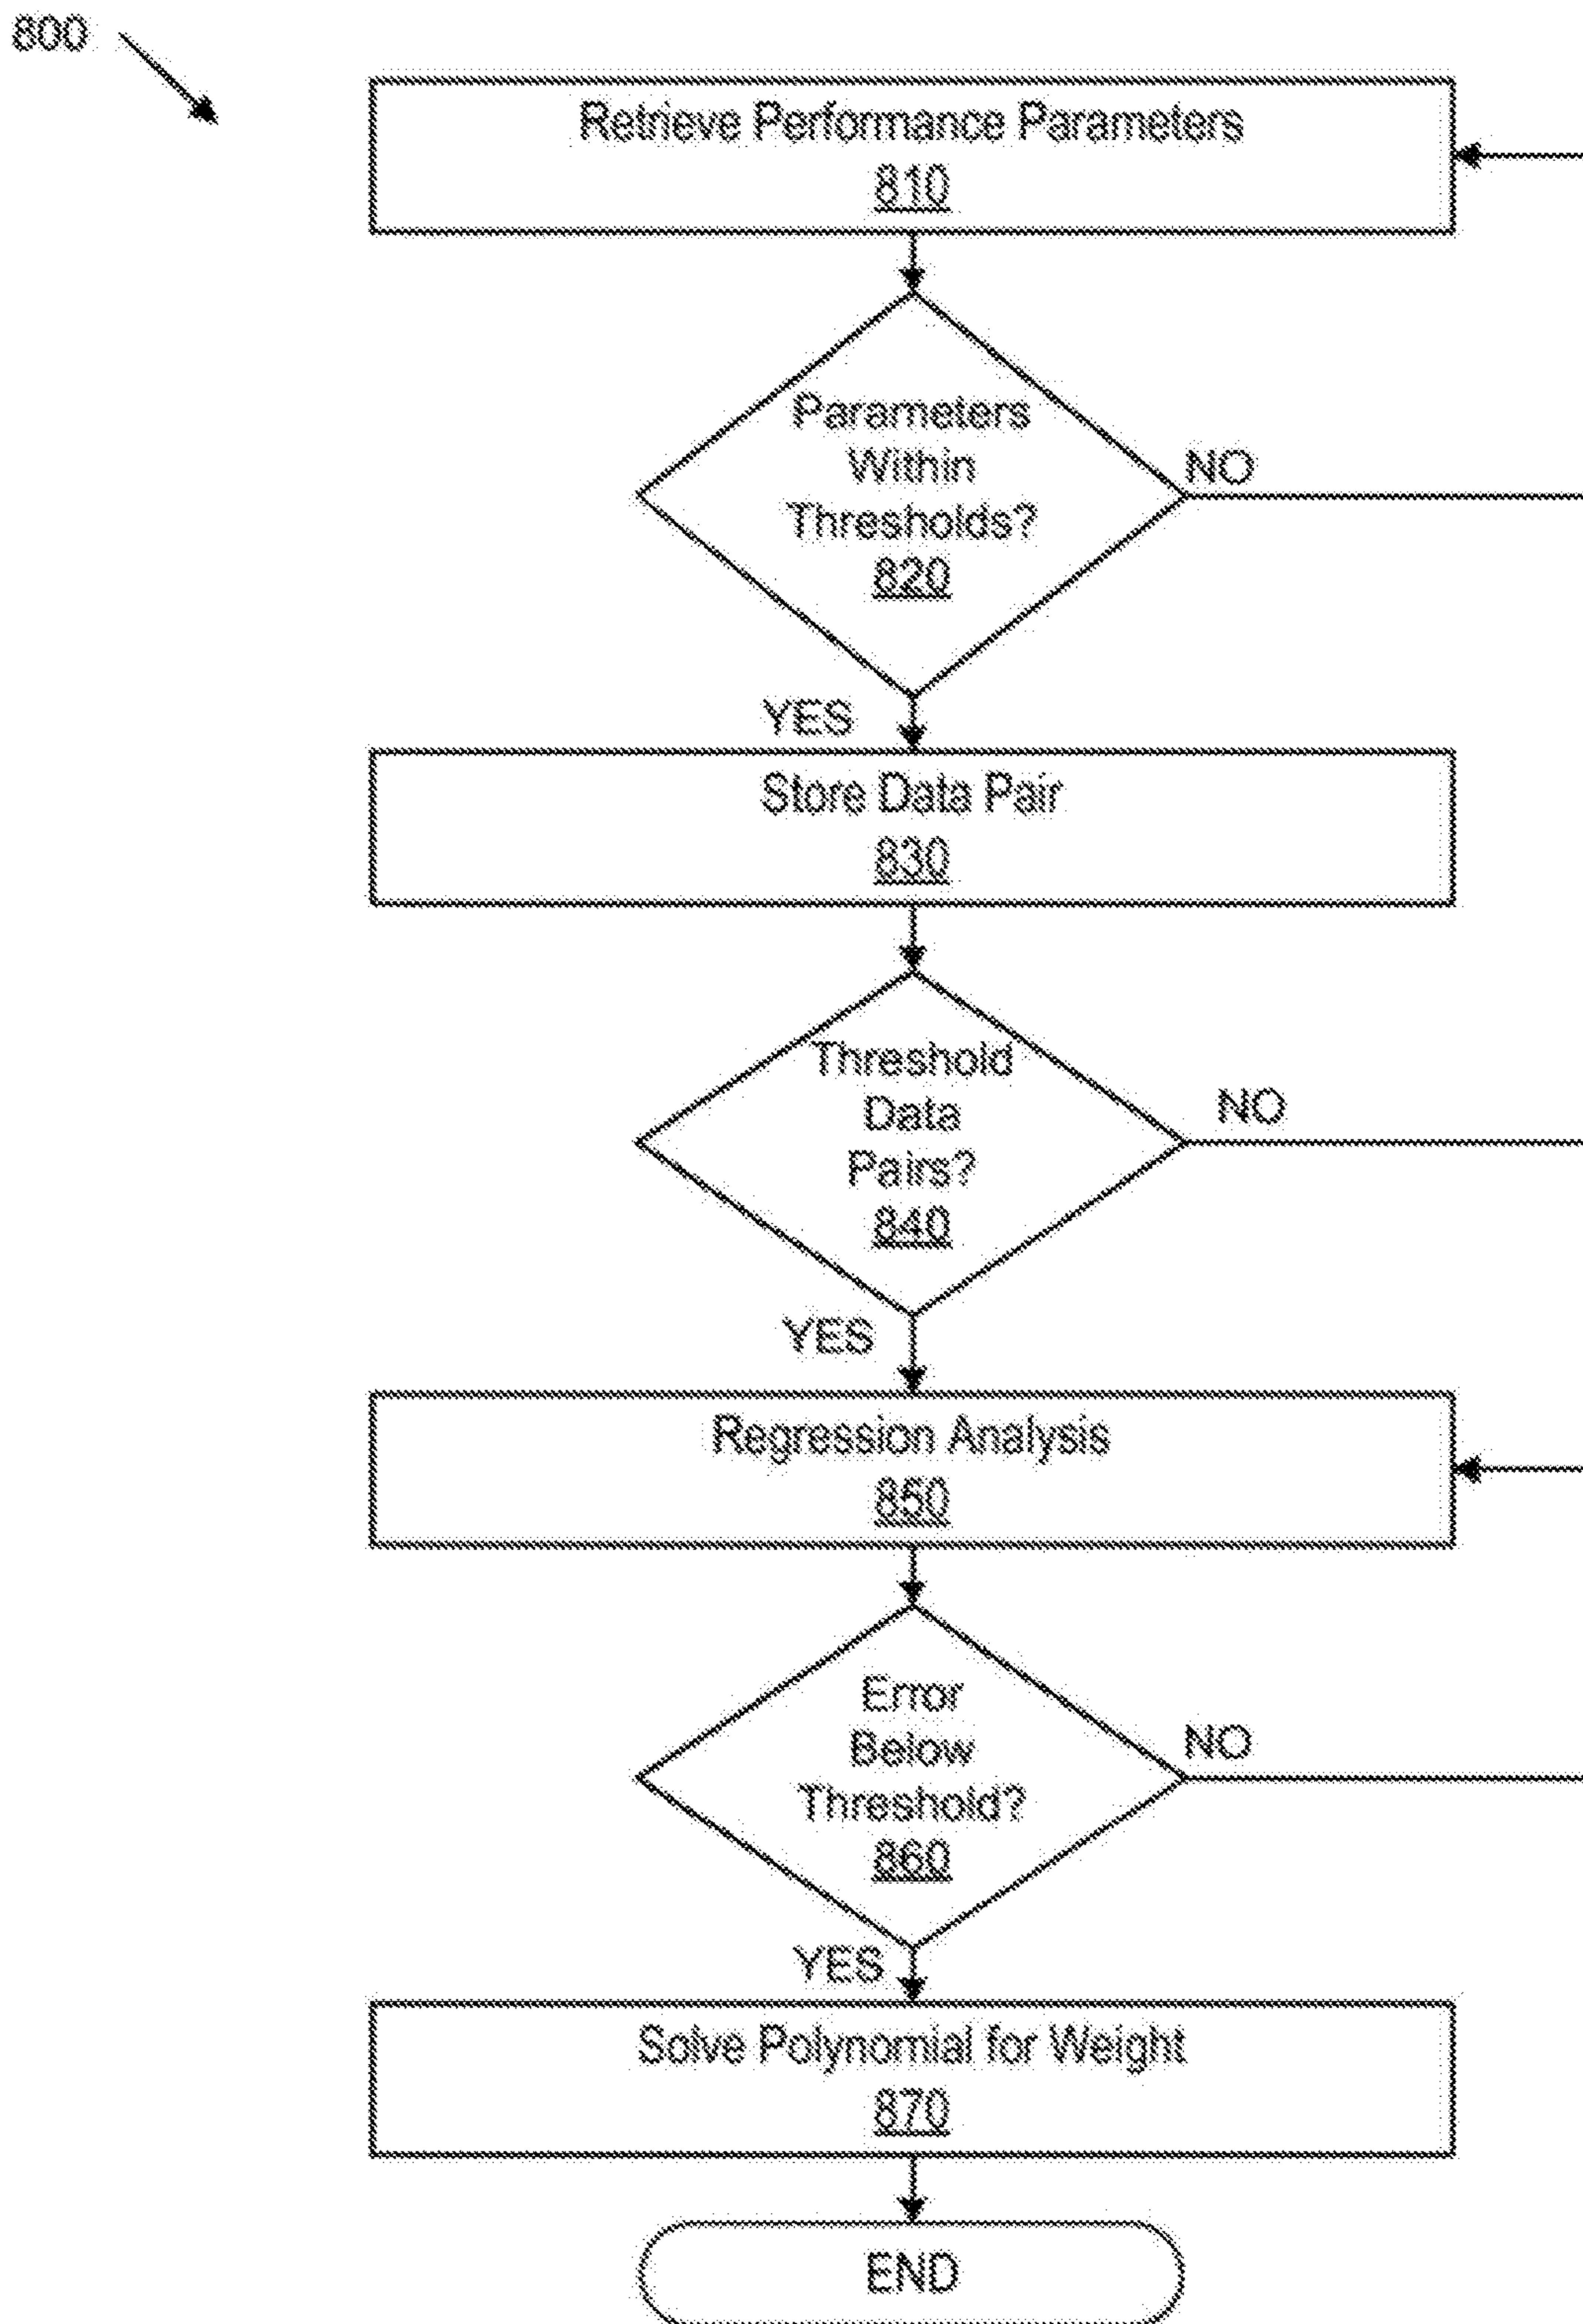 800
Retrieve Performance Parameters
810
Parameters
Within
Thresholds?
820
NO
YES
Store Data Pair
830
Threshold
Data
Pairs?
840
NO
YES
Regression Analysis
850
Error
Below
Threshold?
860
NO
YES
Solve Polynomial for Weight
870
END